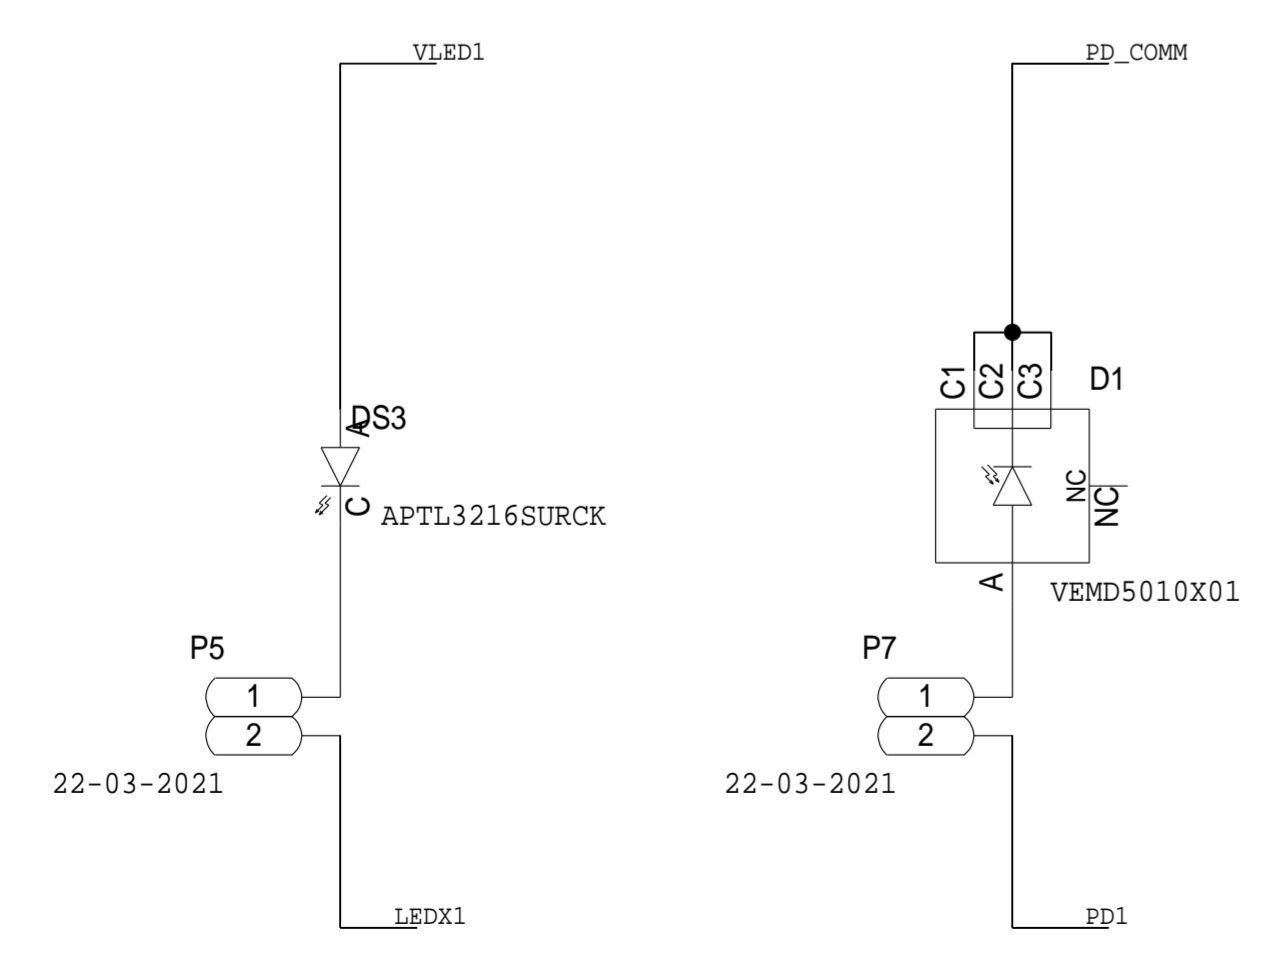 VLED1
PD_COMM
C1
C2
C3
D1
DS3
A
C
APTL3216SURCK
NC
NC
A
VEMD5010X01
P5
1
2
22-03-2021
P7
1
2
22-03-2021
LEDX1
PD1